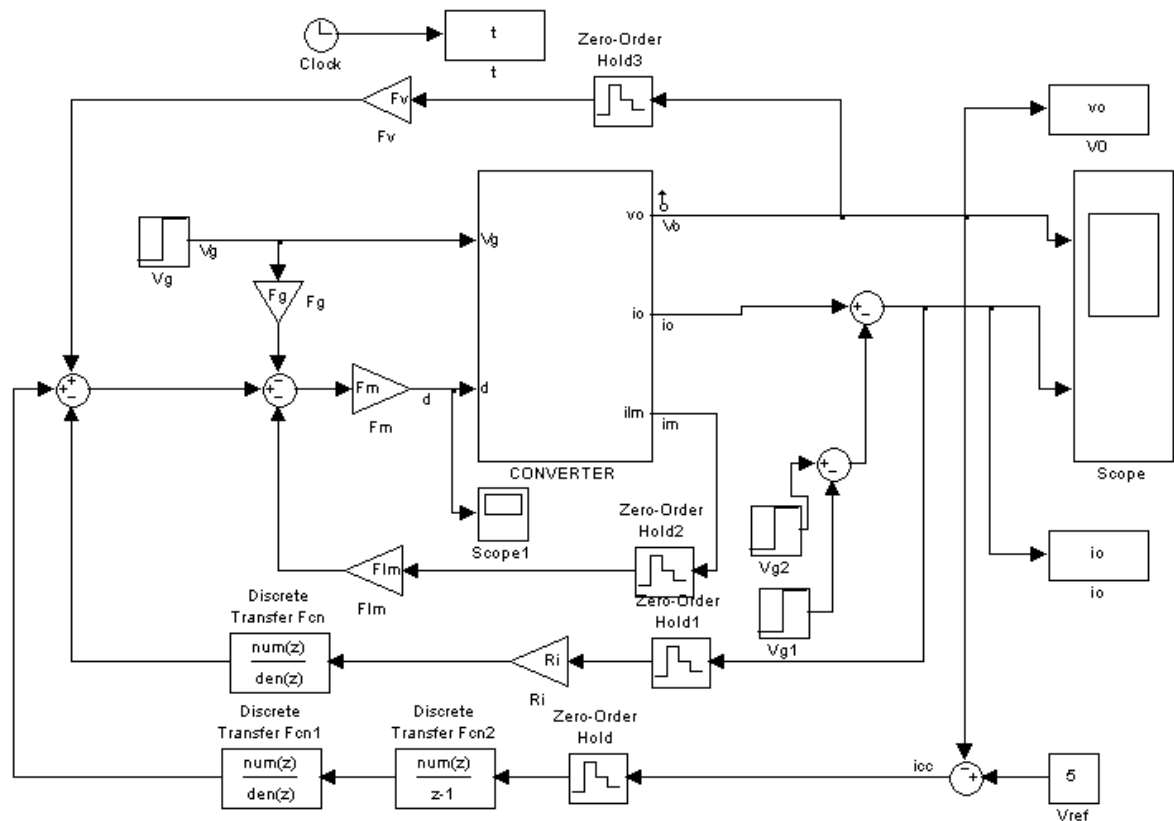 t
Clock
t
Zero-Order
Hold3
Fv
Fv
vo
V0
Vg
Vg
Vg
vo
Vo
Fg
Fg
io
io
Fm
Fm
d
d
ilm
im
CONVERTER
Scope
Scope1
Zero-Order
Hold2
Flm
Flm
Vg2
io
io
Discrete
Transfer Fcn
num(z)
den(z)
Ri
Ri
Zero-Order
Hold1
Vg1
Discrete
Transfer Fcn1
num(z)
den(z)
Discrete
Transfer Fcn2
num(z)
z-1
Zero-Order
Hold
icc
5
Vref